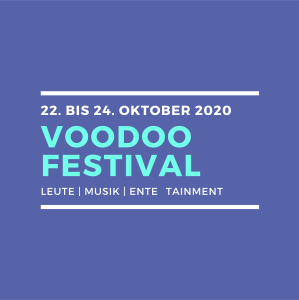 22. BIS 24. OKTOBER 2020
VOODOO
FESTIVAL
LEUTE | MUSIK | ENTE TAINMENT